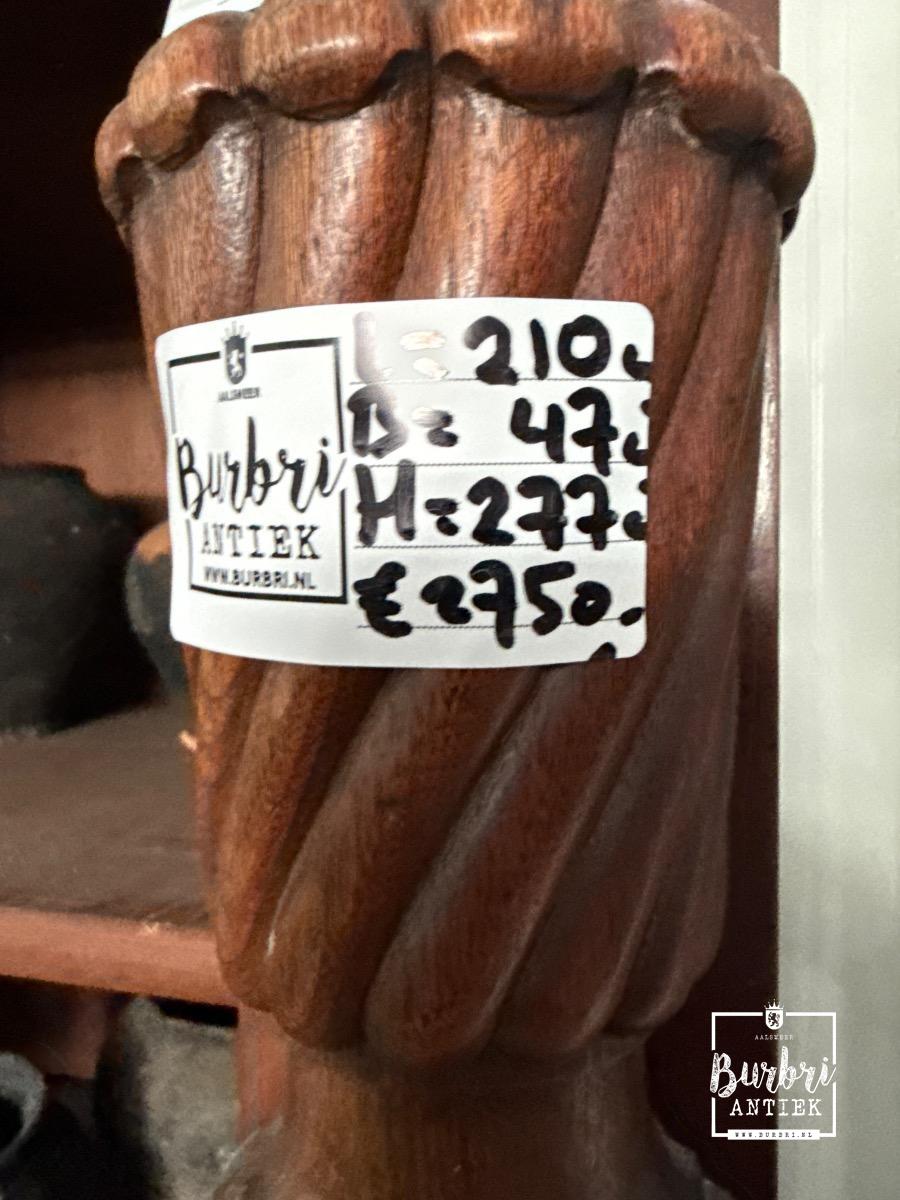 AALSMEER
Burbri
ANTIEK
WWW.BURBRI.NL
L = 210
B = 47
H = 277
€ 2750.
AALSMEER
Burbri
ANTIEK
WWW.BURBRI.NL